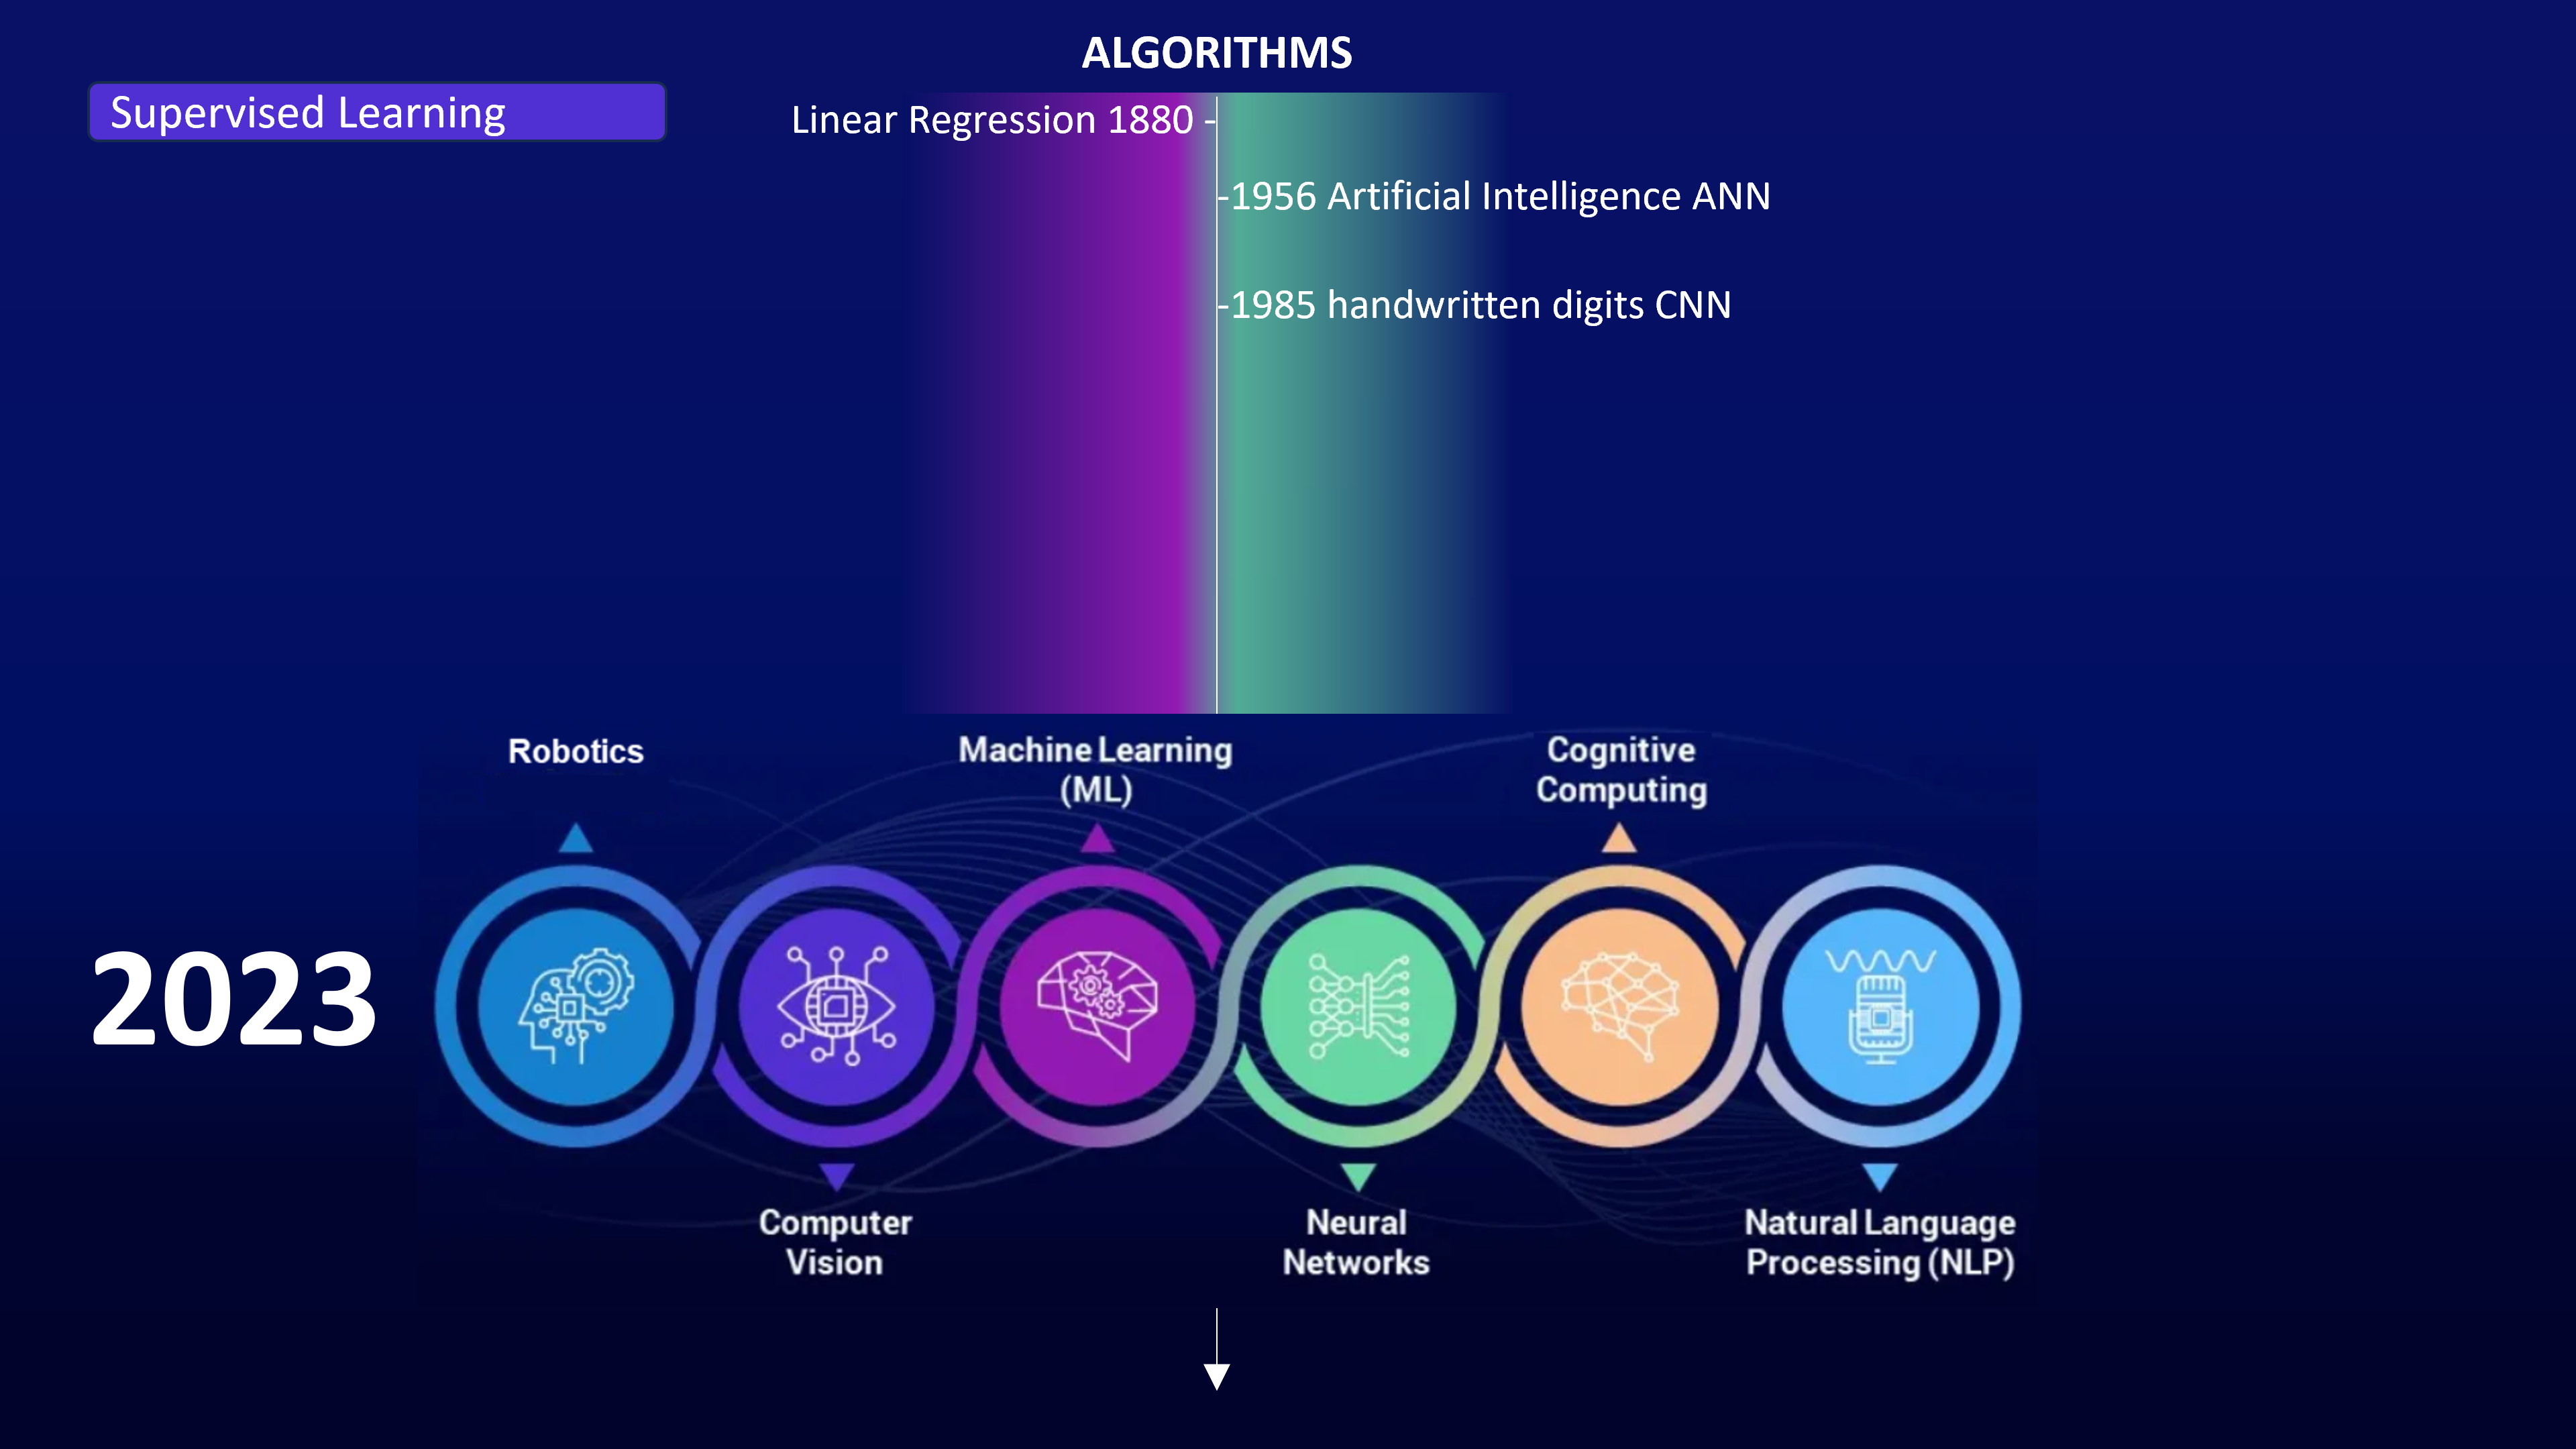 ALGORITHMS
Supervised Learning
Linear Regression 1880 -
-1956 Artificial Intelligence ANN
-1985 handwritten digits CNN
Robotics
Machine Learning
(ML)
Cognitive
Computing
2023
Computer
Vision
Neural
Networks
Natural Language
Processing (NLP)